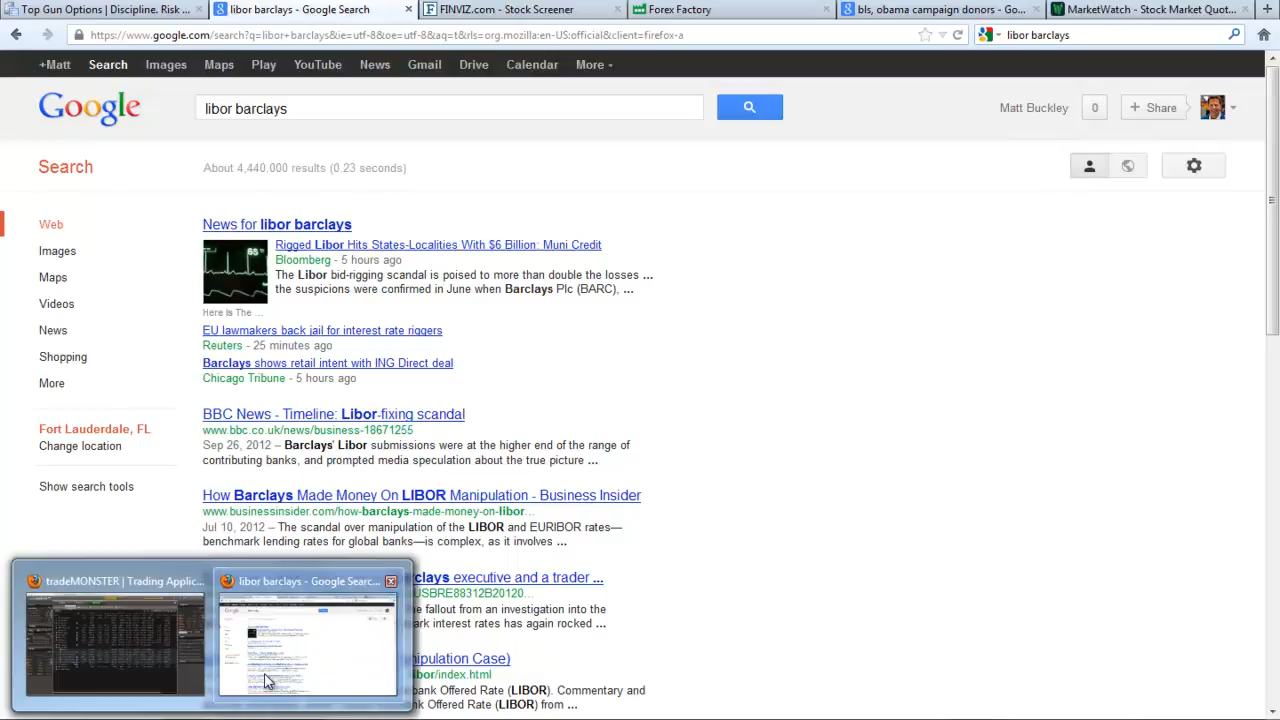 Top Gun Options | Discipline. Risk ...
libor barclays - Google Search
FINVIZ.com - Stock Screener
Forex Factory
bls, obama campaign donors - Go...
MarketWatch - Stock Market Quot...
https://www.google.com/search?q=libor+barclays&ie=utf-8&oe=utf-8&aq=t&rls=org.mozilla:en-US:official&client=firefox-a
libor barclays
+Matt Search Images Maps Play YouTube News Gmail Drive Calendar More
Google
libor barclays
Matt Buckley 0 + Share
Search
About 4,440,000 results (0.23 seconds)
Web
Images
Maps
Videos
News
Shopping
More
Fort Lauderdale, FL
Change location
Show search tools
News for libor barclays
Rigged Libor Hits States-Localities With $6 Billion: Muni Credit
Bloomberg - 5 hours ago
The Libor bid-rigging scandal is poised to more than double the losses ...
the suspicions were confirmed in June when Barclays Plc (BARC), ...
Here Is The ...
EU lawmakers back jail for interest rate riggers
Reuters - 25 minutes ago
Barclays shows retail intent with ING Direct deal
Chicago Tribune - 5 hours ago
BBC News - Timeline: Libor-fixing scandal
www.bbc.co.uk/news/business-18671255
Sep 26, 2012 – Barclays' Libor submissions were at the higher end of the range of
contributing banks, and prompted media speculation about the true picture ...
How Barclays Made Money On LIBOR Manipulation - Business Insider
www.businessinsider.com/how-barclays-made-money-on-libor...
Jul 10, 2012 – The scandal over manipulation of the LIBOR and EURIBOR rates—
benchmark lending rates for global banks—is complex, as it involves ...
clays executive and a trader ...
USBRE88312B20120...
fallout from an investigation into the
rk interest rates has again rocked ...
ipulation Case)
ibor/index.html
bank Offered Rate (LIBOR). Commentary and
bank Offered Rate (LIBOR) from ...
tradeMONSTER | Trading Applic...
libor barclays - Google Searc...